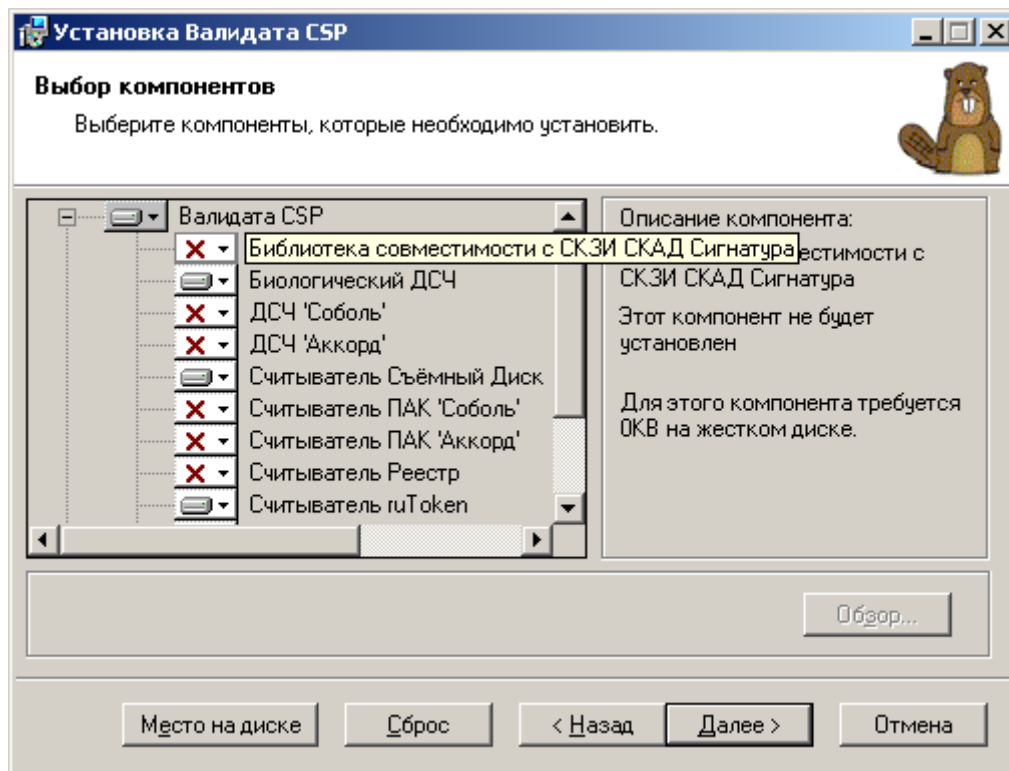 Установка Валидата CSP
Выбор компонентов
Выберите компоненты, которые необходимо установить.
Валидата CSP
Библиотека совместимости с СКЗИ СКАД Сигнатура
Биологический ДСЧ
ДСЧ 'Соболь'
ДСЧ 'Аккорд'
Считыватель Съёмный Диск
Считыватель ПАК 'Соболь'
Считыватель ПАК 'Аккорд'
Считыватель Реестр
Считыватель ruToken
Описание компонента:
естимости с
СКЗИ СКАД Сигнатура
Этот компонент не будет
установлен
Для этого компонента требуется
0КВ на жестком диске.
Обзор...
Место на диске
Сброс
< Назад
Далее >
Отмена